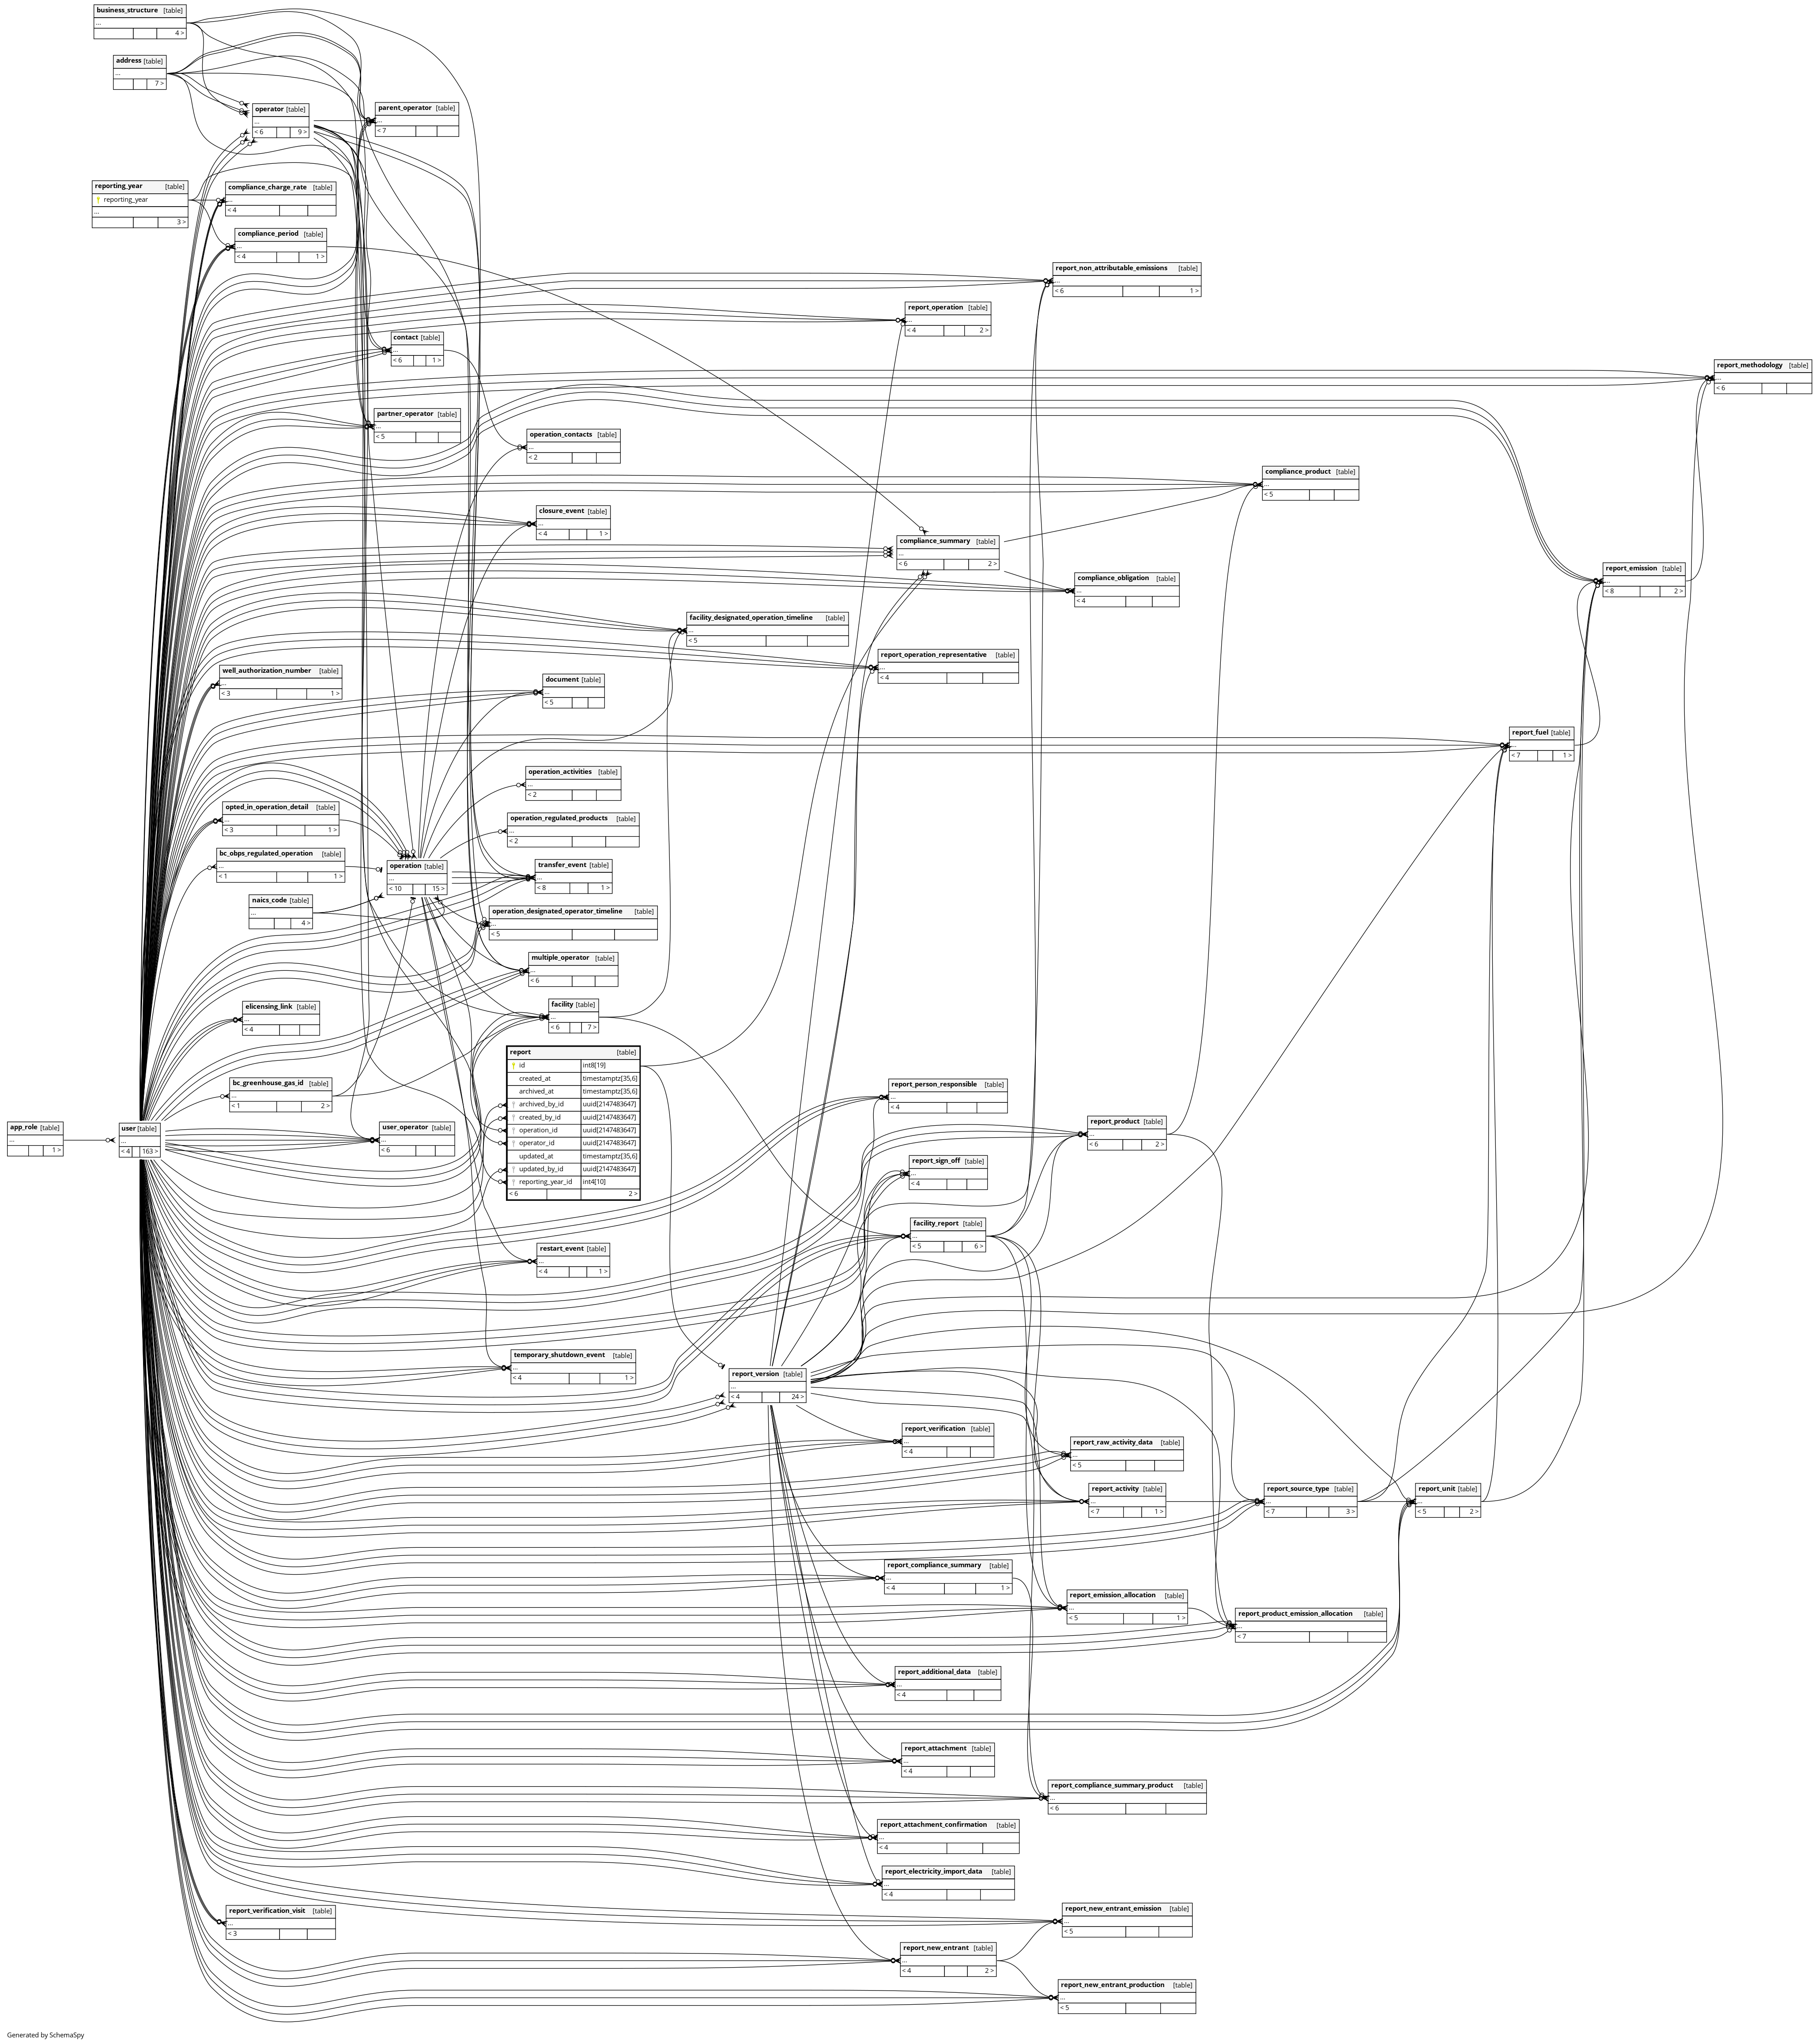 business_structure [table]
...
4 >
address [table]
...
7 >
operator [table]
...
< 6 9 >
parent_operator [table]
...
< 7
reporting_year [table]
reporting_year
...
3 >
compliance_charge_rate [table]
...
< 4
compliance_period [table]
...
< 4 1 >
report_non_attributable_emissions [table]
...
< 6 1 >
report_operation [table]
...
< 4 2 >
contact [table]
...
< 6 1 >
report_methodology [table]
...
< 6
partner_operator [table]
...
< 5
operation_contacts [table]
...
< 2
compliance_product [table]
...
< 5
closure_event [table]
...
< 4 1 >
compliance_summary [table]
...
< 6 2 >
compliance_obligation [table]
...
< 4
report_emission [table]
...
< 8 2 >
facility_designated_operation_timeline [table]
...
< 5
report_operation_representative [table]
...
< 4
well_authorization_number [table]
...
< 3 1 >
document [table]
...
< 5
report_fuel [table]
...
< 7 1 >
operation_activities [table]
...
< 2
opted_in_operation_detail [table]
...
< 3 1 >
operation_regulated_products [table]
...
< 2
bc_obps_regulated_operation [table]
...
< 1 1 >
operation [table]
...
< 10 15 >
transfer_event [table]
...
< 8 1 >
naics_code [table]
...
4 >
operation_designated_operator_timeline [table]
...
< 5
multiple_operator [table]
...
< 6
elicensing_link [table]
...
< 4
facility [table]
...
< 6 7 >
report [table]
id int8[19]
created_at timestamptz[35,6]
archived_at timestamptz[35,6]
archived_by_id uuid[2147483647]
created_by_id uuid[2147483647]
operation_id uuid[2147483647]
operator_id uuid[2147483647]
updated_at timestamptz[35,6]
updated_by_id uuid[2147483647]
reporting_year_id int4[10]
< 6 2 >
bc_greenhouse_gas_id [table]
...
< 1 2 >
report_person_responsible [table]
...
< 4
app_role [table]
...
1 >
user [table]
...
< 4 163 >
user_operator [table]
...
< 6
report_product [table]
...
< 6 2 >
report_sign_off [table]
...
< 4
facility_report [table]
...
< 5 6 >
restart_event [table]
...
< 4 1 >
temporary_shutdown_event [table]
...
< 4 1 >
report_version [table]
...
< 4 24 >
report_verification [table]
...
< 4
report_raw_activity_data [table]
...
< 5
report_activity [table]
...
< 7 1 >
report_source_type [table]
...
< 7 3 >
report_unit [table]
...
< 5 2 >
report_compliance_summary [table]
...
< 4 1 >
report_emission_allocation [table]
...
< 5 1 >
report_product_emission_allocation [table]
...
< 7
report_additional_data [table]
...
< 4
report_attachment [table]
...
< 4
report_compliance_summary_product [table]
...
< 6
report_attachment_confirmation [table]
...
< 4
report_electricity_import_data [table]
...
< 4
report_verification_visit [table]
...
< 3
report_new_entrant_emission [table]
...
< 5
report_new_entrant [table]
...
< 4 2 >
report_new_entrant_production [table]
...
< 5
Generated by SchemaSpy